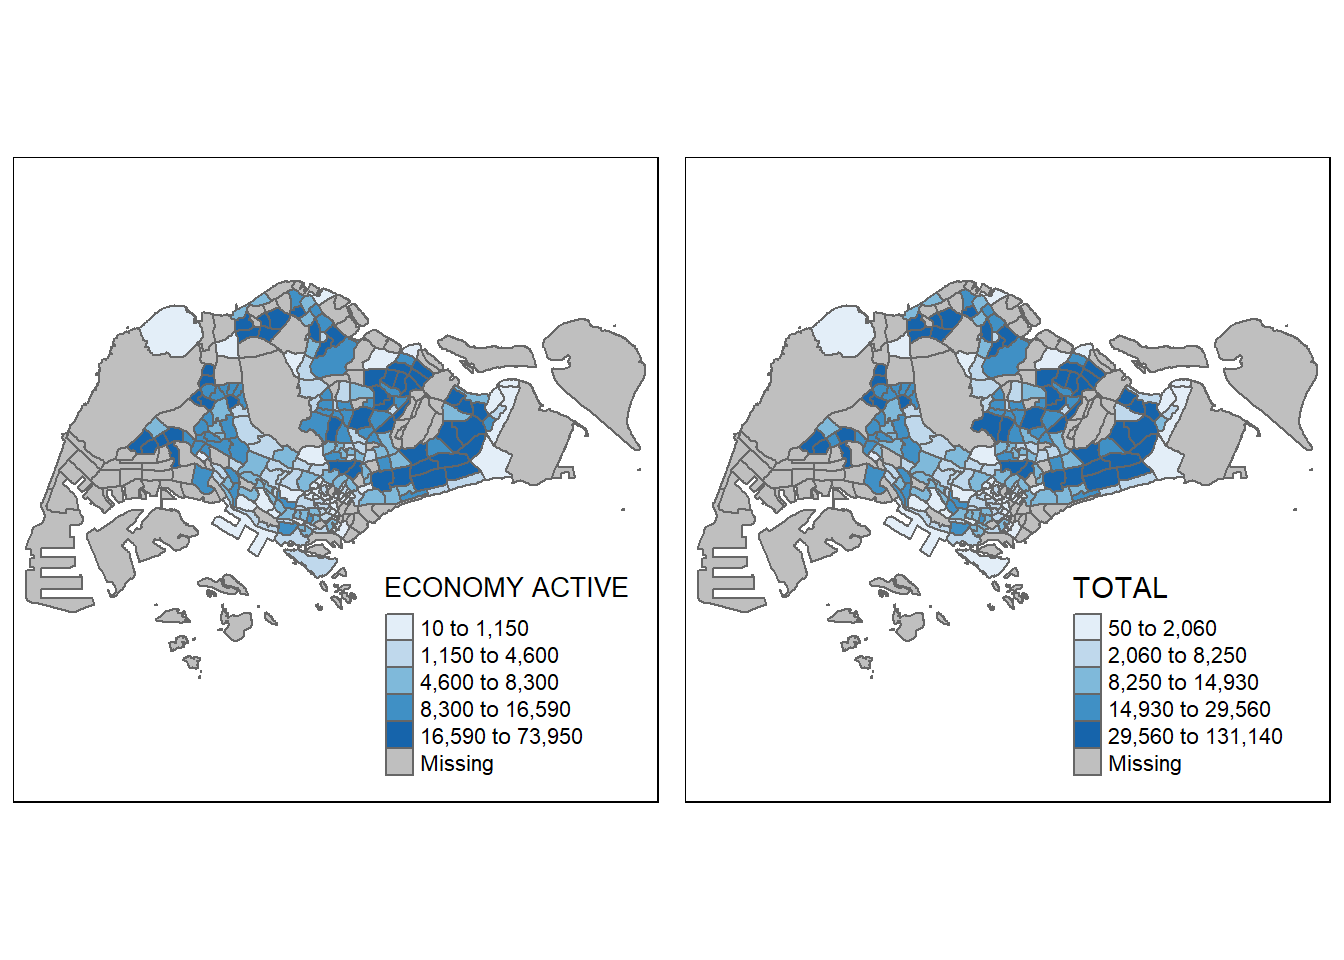 ECONOMY ACTIVE
10 to 1,150
1,150 to 4,600
4,600 to 8,300
8,300 to 16,590
16,590 to 73,950
Missing
TOTAL
50 to 2,060
2,060 to 8,250
8,250 to 14,930
14,930 to 29,560
29,560 to 131,140
Missing